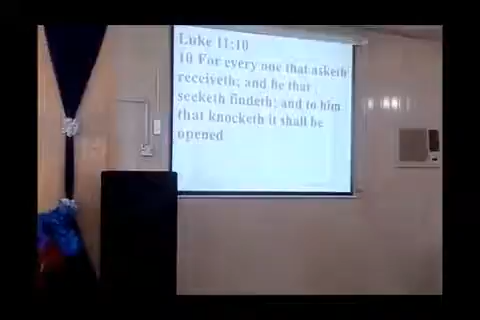 Luke 11:10
10 For every one that asketh
receiveth; and he that
seeketh findeth; and to him
that knocketh it shall be
opened